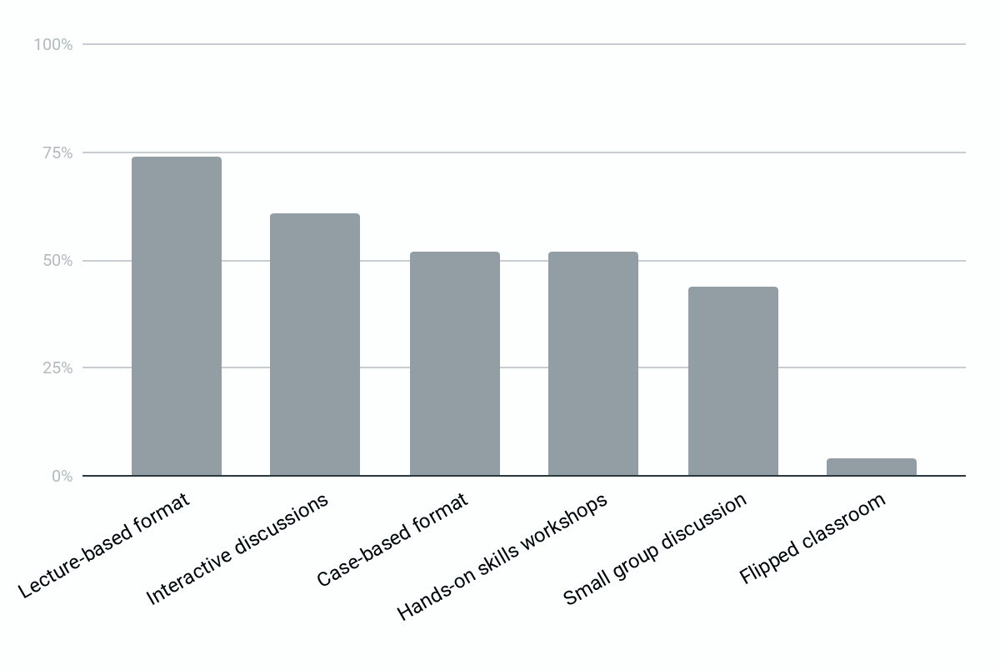 100%
75%
50%
25%
0%
Lecture-based format
Interactive discussions
Case-based format
Hands-on skills workshops
Small group discussion
Flipped classroom